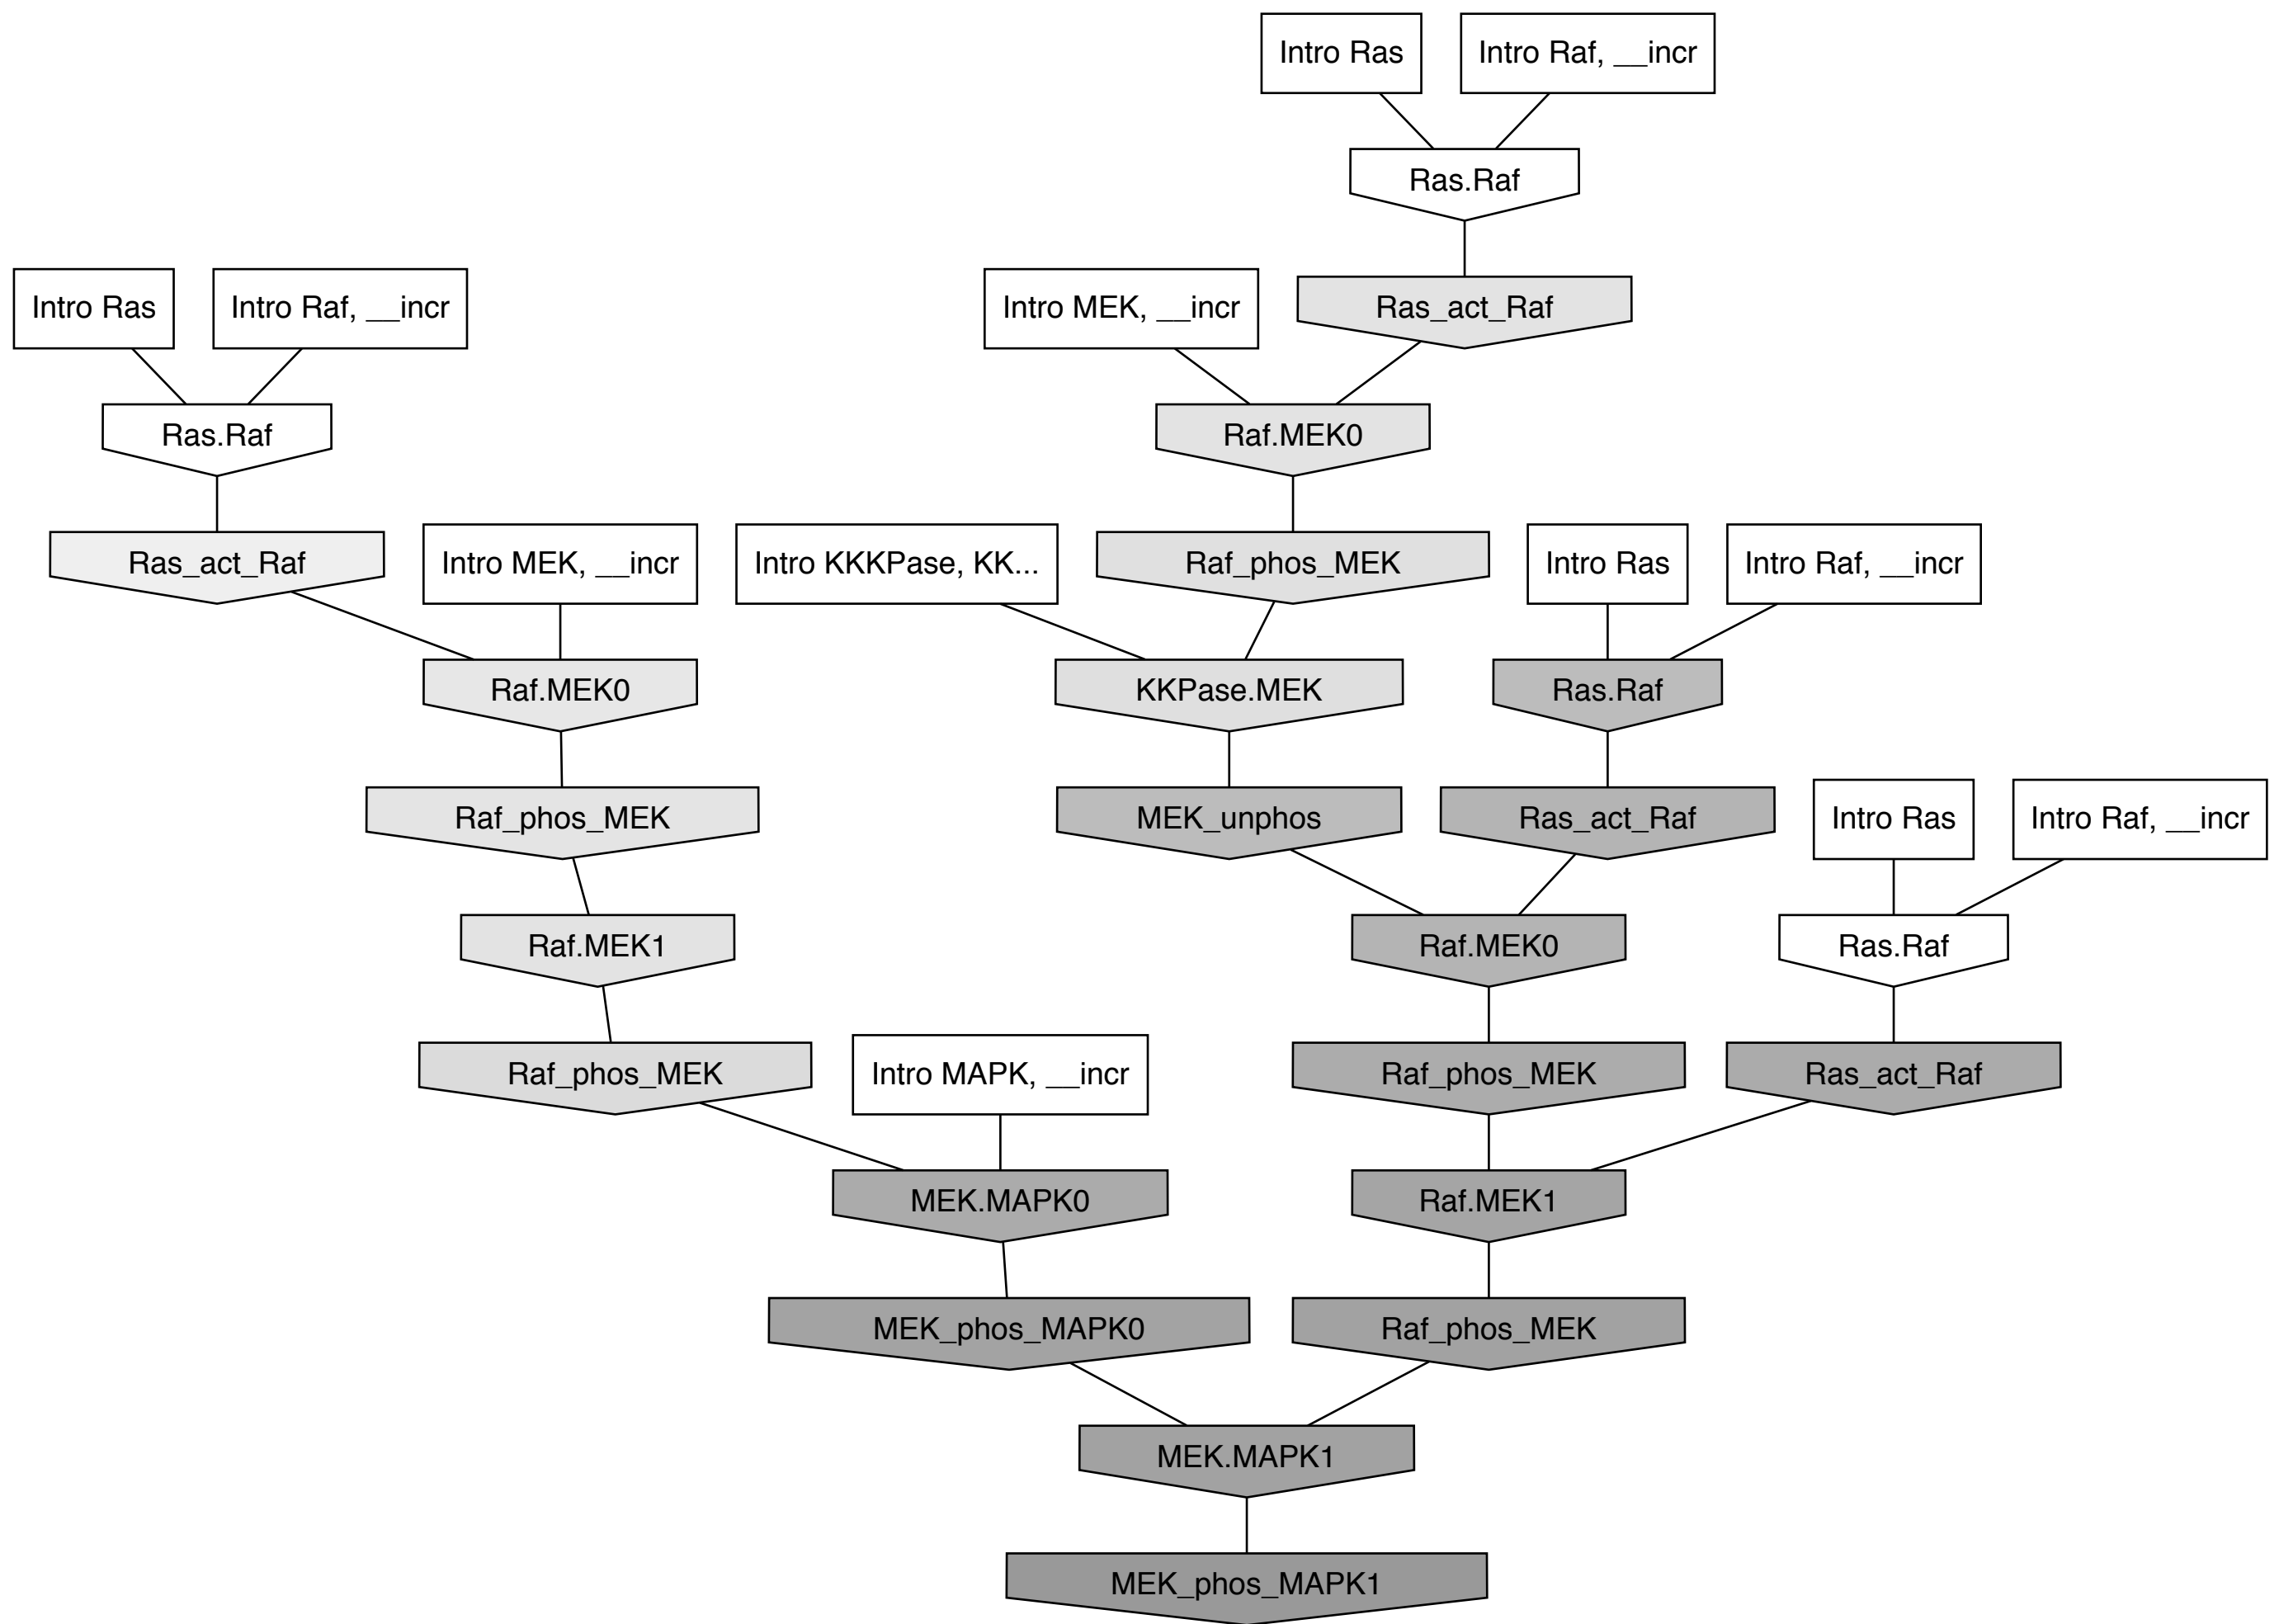 Intro Ras
Intro Raf, __incr
Ras.Raf
Intro Ras
Intro Raf, __incr
Intro MEK, __incr
Ras_act_Raf
Ras.Raf
Raf.MEK0
Ras_act_Raf
Intro MEK, __incr
Intro KKKPase, KK...
Raf_phos_MEK
Intro Ras
Intro Raf, __incr
Raf.MEK0
KKPase.MEK
Ras.Raf
Raf_phos_MEK
MEK_unphos
Ras_act_Raf
Intro Ras
Intro Raf, __incr
Raf.MEK1
Raf.MEK0
Ras.Raf
Raf_phos_MEK
Intro MAPK, __incr
Raf_phos_MEK
Ras_act_Raf
MEK.MAPK0
Raf.MEK1
MEK_phos_MAPK0
Raf_phos_MEK
MEK.MAPK1
MEK_phos_MAPK1